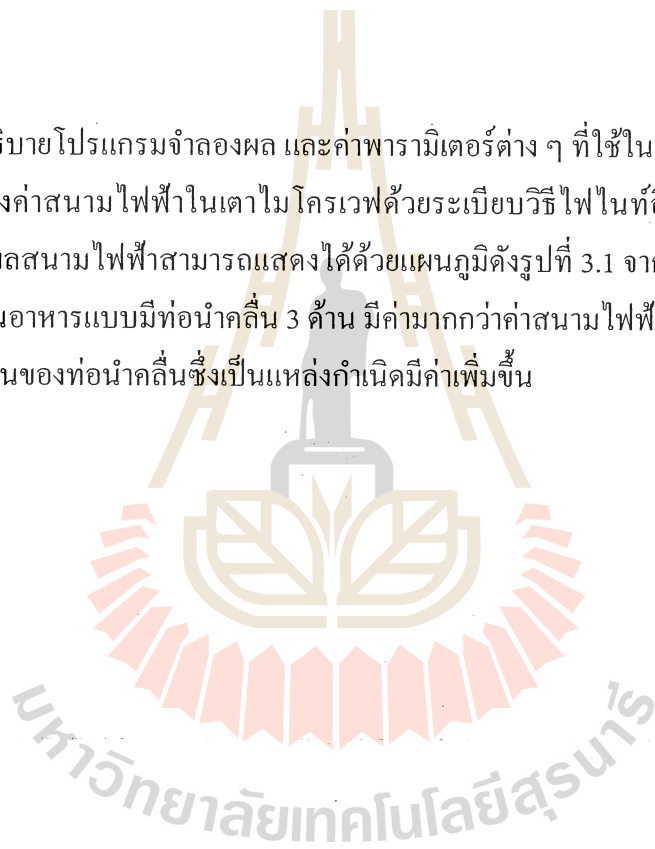 ธิบายโปรแกรมจำลองผล และค่าพารามิเตอร์ต่าง ๆ ที่ใช้ใน
งค่าสนามไฟฟ้าในเตาไมโครเวฟด้วยระเบียบวิธีไฟไนท์อิ
ผลสนามไฟฟ้าสามารถแสดงได้ด้วยแผนภูมิดังรูปที่ 3.1 จา
นอาหารแบบมีท่อนำคลื่น 3 ด้าน มีค่ามากกว่าค่าสนามไฟฟ้
นของท่อนำคลื่นซึ่งเป็นแหล่งกำเนิดมีค่าเพิ่มขึ้น
มหาวิทยาลัยเทคโนโลยีสุรนารี